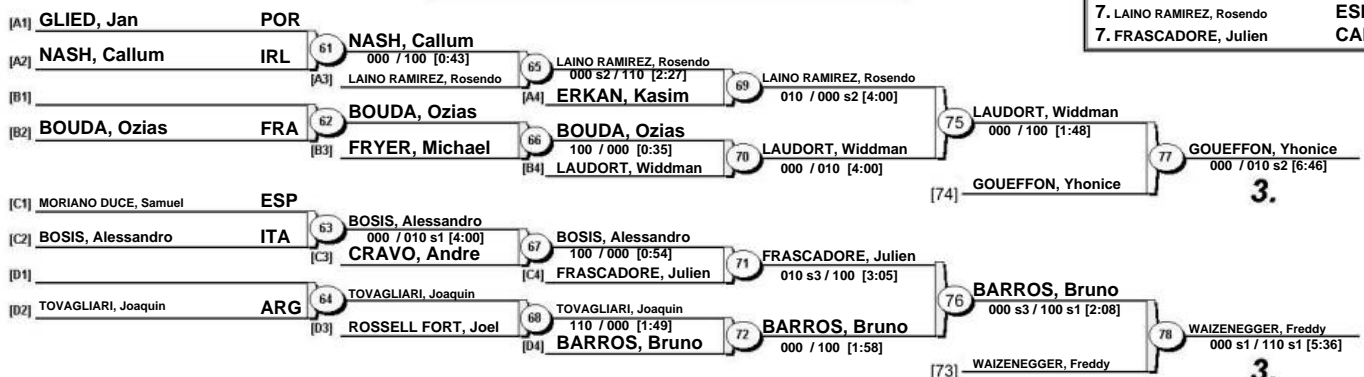 7. LAINO RAMIREZ, Rosendo
7. FRASCADORE, Julien
[A1] GLIED, Jan POR
[A2] NASH, Callum IRL
61
NASH, Callum
000 / 100 [0:43]
[A3] LAINO RAMIREZ, Rosendo
65
LAINO RAMIREZ, Rosendo
000 s2 / 110 [2:27]
[A4] ERKAN, Kasim
69
LAINO RAMIREZ, Rosendo
010 / 000 s2 [4:00]
[B1]
[B2] BOUDA, Ozias FRA
62
BOUDA, Ozias
[B3] FRYER, Michael
66
BOUDA, Ozias
100 / 000 [0:35]
[B4] LAUDORT, Widdman
70
LAUDORT, Widdman
000 / 010 [4:00]
75
LAUDORT, Widdman
000 / 100 [1:48]
[74] GOUEFFON, Yhonice
77
GOUEFFON, Yhonice
000 / 010 s2 [6:46]
3.
[C1] MORIANO DUCE, Samuel ESP
[C2] BOSIS, Alessandro ITA
63
BOSIS, Alessandro
000 / 010 s1 [4:00]
[C3] CRAVO, Andre
67
BOSIS, Alessandro
100 / 000 [0:54]
[C4] FRASCADORE, Julien
71
FRASCADORE, Julien
010 s3 / 100 [3:05]
[D1]
[D2] TOVAGLIARI, Joaquin ARG
64
TOVAGLIARI, Joaquin
[D3] ROSSELL FORT, Joel
68
TOVAGLIARI, Joaquin
110 / 000 [1:49]
[D4] BARROS, Bruno
72
BARROS, Bruno
000 / 100 [1:58]
76
BARROS, Bruno
000 s3 / 100 s1 [2:08]
[73] WAIZENEGGER, Freddy
78
WAIZENEGGER, Freddy
000 s1 / 110 s1 [5:36]
3.